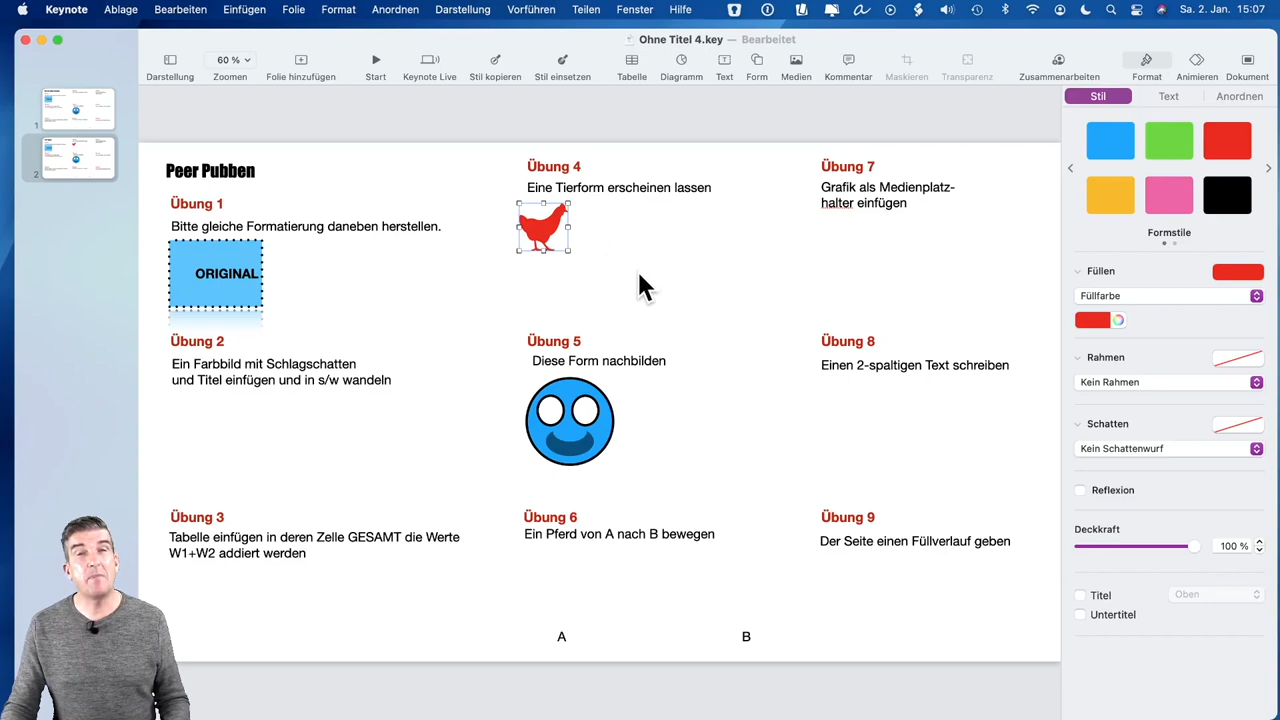 Keynote Ablage Bearbeiten Einfügen Folie Format Anordnen Darstellung Vorführen Teilen Fenster Hilfe Sa. 2. Jan. 15:07
Ohne Titel 4.key — Bearbeitet
60 %
Darstellung Zoomen Folie hinzufügen Start Keynote Live Stil kopieren Stil einsetzen Tabelle Diagramm Text Form Medien Kommentar Maskieren Transparenz Zusammenarbeiten Format Animieren Dokument
1
2
Peer Pubben
Übung 1
Bitte gleiche Formatierung daneben herstellen.
ORIGINAL
Übung 2
Ein Farbbild mit Schlagschatten
und Titel einfügen und in s/w wandeln
Übung 3
Tabelle einfügen in deren Zelle GESAMT die Werte
W1+W2 addiert werden
Übung 4
Eine Tierform erscheinen lassen
Übung 5
Diese Form nachbilden
Übung 6
Ein Pferd von A nach B bewegen
A B
Übung 7
Grafik als Medienplatz-
halter einfügen
Übung 8
Einen 2-spaltigen Text schreiben
Übung 9
Der Seite einen Füllverlauf geben
Stil Text Anordnen
Formstile
Füllen
Füllfarbe
Rahmen
Kein Rahmen
Schatten
Kein Schattenwurf
Reflexion
Deckkraft
100 %
Titel Oben
Untertitel